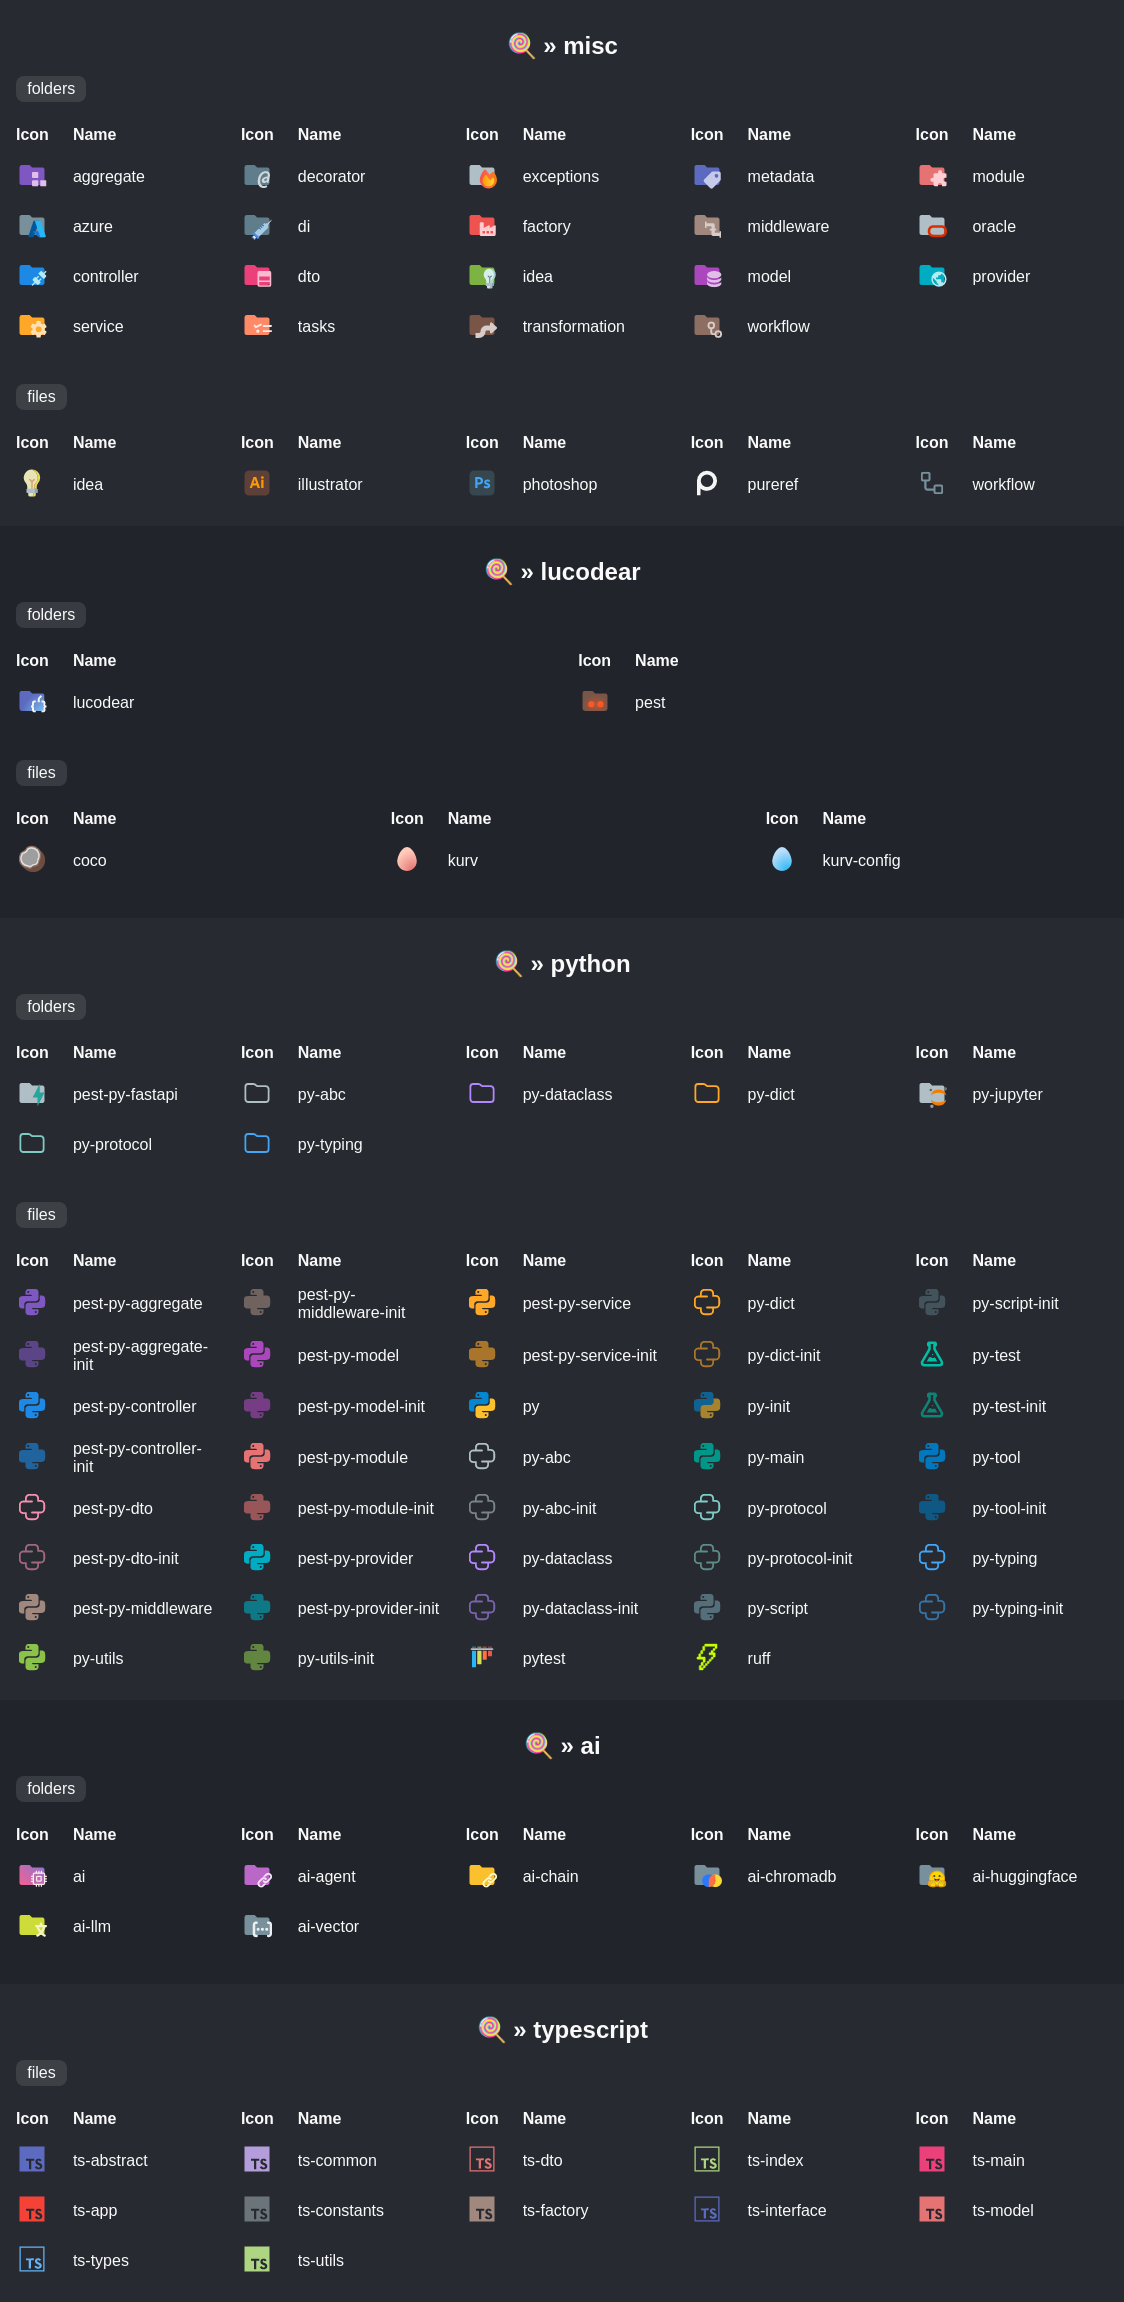 » misc
folders
Icon Name Icon Name Icon Name Icon Name Icon Name
aggregate decorator exceptions metadata module
azure di factory middleware oracle
controller dto idea model provider
service tasks transformation workflow
files
Icon Name Icon Name Icon Name Icon Name Icon Name
idea Ai illustrator Ps photoshop pureref workflow
» lucodear
folders
Icon Name Icon Name
lucodear pest
files
Icon Name Icon Name Icon Name
coco kurv kurv-config
» python
folders
Icon Name Icon Name Icon Name Icon Name Icon Name
pest-py-fastapi py-abc py-dataclass py-dict py-jupyter
py-protocol py-typing
files
Icon Name Icon Name Icon Name Icon Name Icon Name
pest-py-aggregate pest-py-middleware-init pest-py-service py-dict py-script-init
pest-py-aggregate-init pest-py-model pest-py-service-init py-dict-init py-test
pest-py-controller pest-py-model-init py py-init py-test-init
pest-py-controller-init pest-py-module py-abc py-main py-tool
pest-py-dto pest-py-module-init py-abc-init py-protocol py-tool-init
pest-py-dto-init pest-py-provider py-dataclass py-protocol-init py-typing
pest-py-middleware pest-py-provider-init py-dataclass-init py-script py-typing-init
py-utils py-utils-init pytest ruff
» ai
folders
Icon Name Icon Name Icon Name Icon Name Icon Name
ai ai-agent ai-chain ai-chromadb ai-huggingface
ai-llm ai-vector
» typescript
files
Icon Name Icon Name Icon Name Icon Name Icon Name
TS ts-abstract TS ts-common TS ts-dto TS ts-index TS ts-main
TS ts-app TS ts-constants TS ts-factory TS ts-interface TS ts-model
TS ts-types TS ts-utils